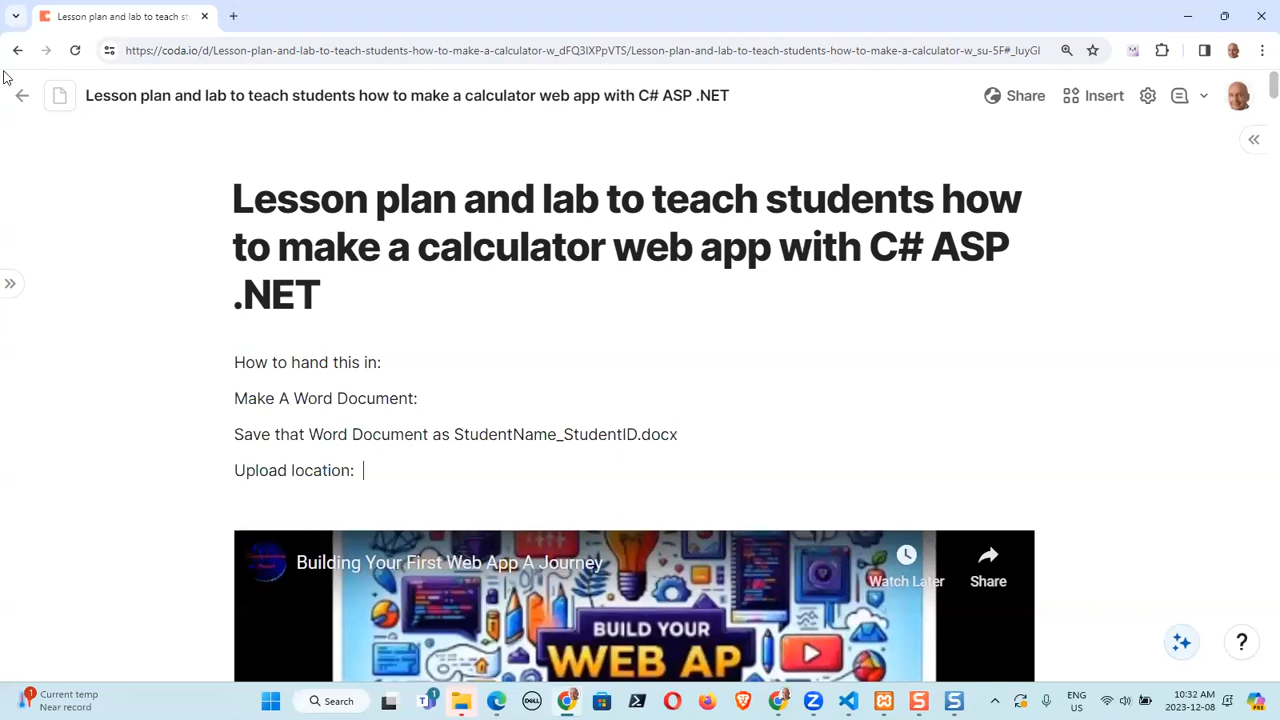 Lesson plan and lab to teach st
https://coda.io/d/Lesson-plan-and-lab-to-teach-students-how-to-make-a-calculator-w_dFQ3IXPpVTS/Lesson-plan-and-lab-to-teach-students-how-to-make-a-calculator-w_su-5F#_luyGl
Lesson plan and lab to teach students how to make a calculator web app with C# ASP .NET
Share
Insert
Lesson plan and lab to teach students how
to make a calculator web app with C# ASP
.NET
How to hand this in:
Make A Word Document:
Save that Word Document as StudentName_StudentID.docx
Upload location:
Building Your First Web App A Journey
Watch Later
Share
BUILD YOUR
WEB AP
?
1
Current temp
Near record
Search
1
DELL
ENG
US
10:32 AM
2023-12-08
PRE